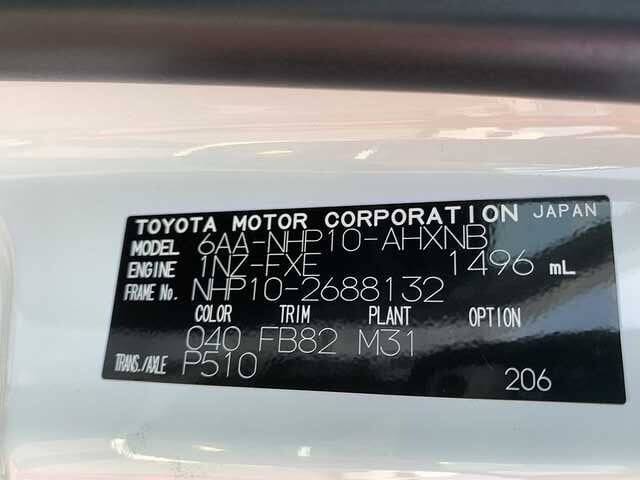 TOYOTA MOTOR CORPORATION JAPAN
MODEL 6AA-NHP10-AHXNB
ENGINE 1NZ-FXE 1496 mL
FRAME No. NHP10-2688132
COLOR TRIM PLANT OPTION
040 FB82 M31
TRANS./AXLE P510
206